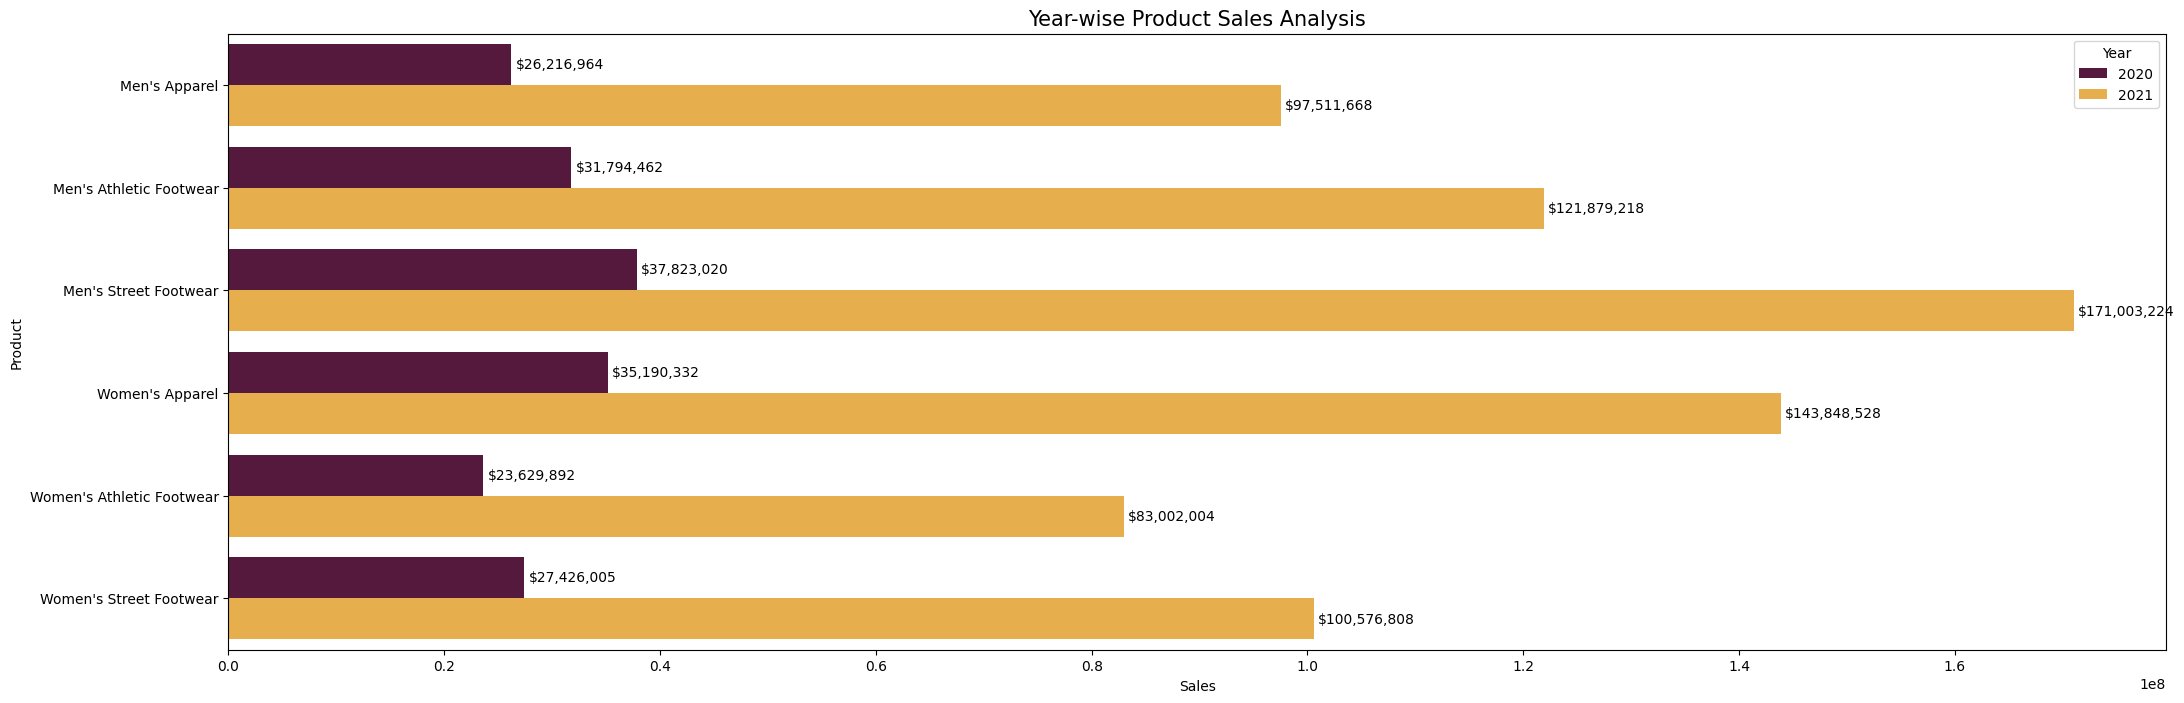 Year-wise Product Sales Analysis
Year
2020
2021
Product
Men's Apparel
$26,216,964
$97,511,668
Men's Athletic Footwear
$31,794,462
$121,879,218
Men's Street Footwear
$37,823,020
$171,003,224
Women's Apparel
$35,190,332
$143,848,528
Women's Athletic Footwear
$23,629,892
$83,002,004
Women's Street Footwear
$27,426,005
$100,576,808
0.0 0.2 0.4 0.6 0.8 1.0 1.2 1.4 1.6
1e8
Sales